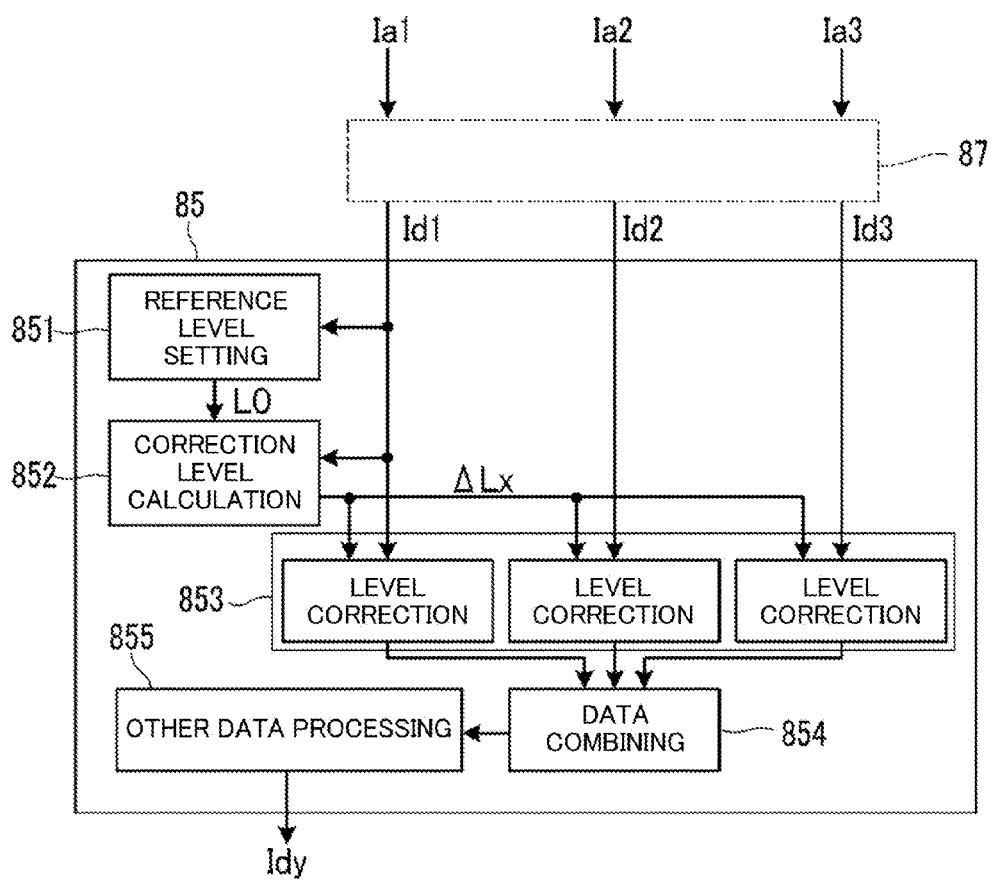 Ia1
Ia2
Ia3
87
85
Id1
Id2
Id3
REFERENCE
LEVEL
SETTING
851
L0
CORRECTION
LEVEL
CALCULATION
852
ΔLx
853
LEVEL
CORRECTION
LEVEL
CORRECTION
LEVEL
CORRECTION
855
OTHER DATA PROCESSING
DATA
COMBINING
854
Idy